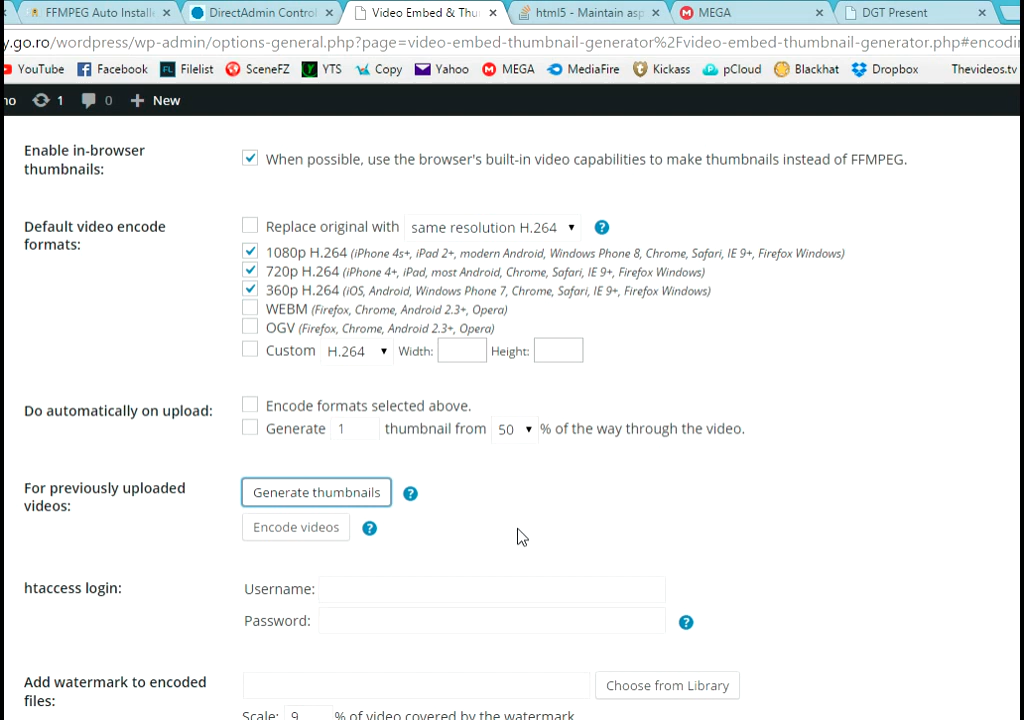 FFMPEG Auto Install
DirectAdmin Control
Video Embed & Thu
html5 - Maintain asp
MEGA
DGT Present
y.go.ro/wordpress/wp-admin/options-general.php?page=video-embed-thumbnail-generator%2Fvideo-embed-thumbnail-generator.php#encodi
YouTube Facebook Filelist SceneFZ YTS Copy Yahoo MEGA MediaFire Kickass pCloud Blackhat Dropbox Thevideos.tv
no 1 0 + New
Enable in-browser
thumbnails:
When possible, use the browser's built-in video capabilities to make thumbnails instead of FFMPEG.
Default video encode
formats:
Replace original with same resolution H.264
1080p H.264 (iPhone 4s+, iPad 2+, modern Android, Windows Phone 8, Chrome, Safari, IE 9+, Firefox Windows)
720p H.264 (iPhone 4+, iPad, most Android, Chrome, Safari, IE 9+, Firefox Windows)
360p H.264 (iOS, Android, Windows Phone 7, Chrome, Safari, IE 9+, Firefox Windows)
WEBM (Firefox, Chrome, Android 2.3+, Opera)
OGV (Firefox, Chrome, Android 2.3+, Opera)
Custom H.264 Width: Height:
Do automatically on upload:
Encode formats selected above.
Generate 1 thumbnail from 50 % of the way through the video.
For previously uploaded
videos:
Generate thumbnails ?
Encode videos ?
htaccess login:
Username:
Password: ?
Add watermark to encoded
files:
Choose from Library
Scale: 9 % of video covered by the watermark